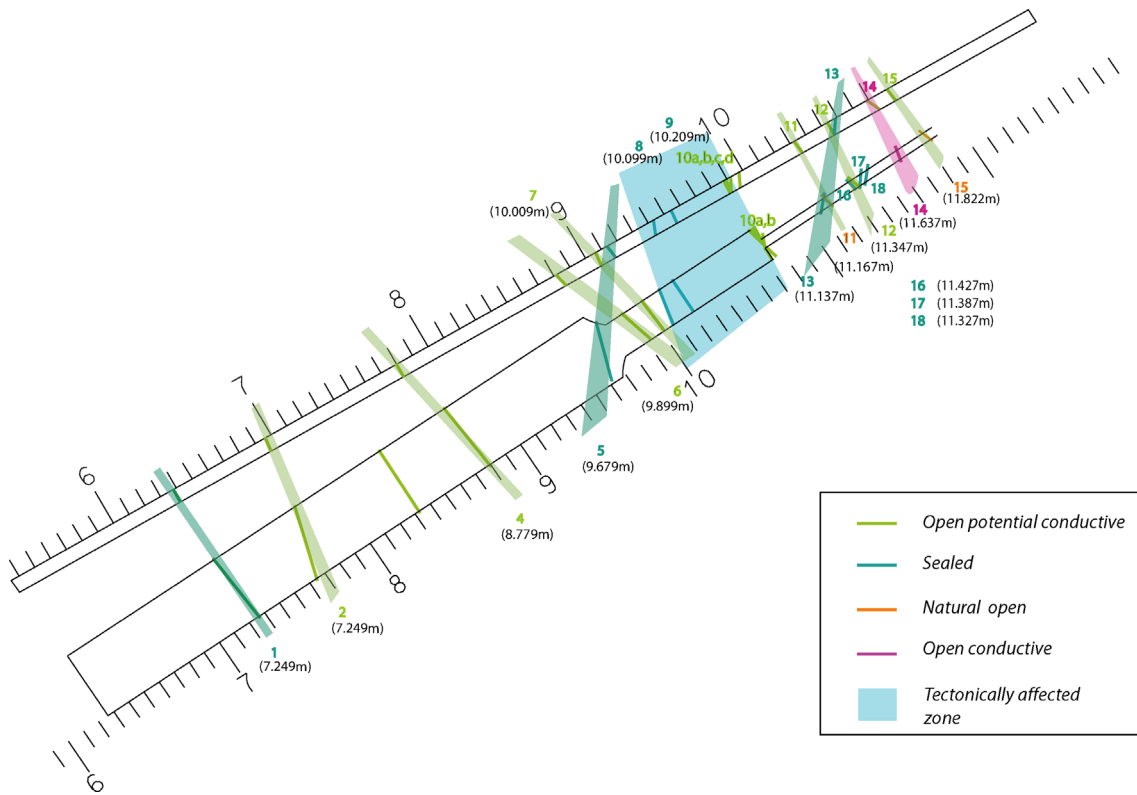 13
14
15
9
10
(10.209m)
12
8
11
(10.099m)
10a,b,c,d
17
7
16
18
15
(10.009m)
9
(11.822m)
14
10a,b
(11.637m)
11
12
(11.347m)
(11.167m)
13
16 (11.427m)
(11.137m)
17 (11.387m)
8
18 (11.327m)
10
6
7
(9.899m)
5
(9.679m)
6
9
4
(8.779m)
8
2
(7.249m)
1
(7.249m)
7
6
Open potential conductive
Sealed
Natural open
Open conductive
Tectonically affected
zone